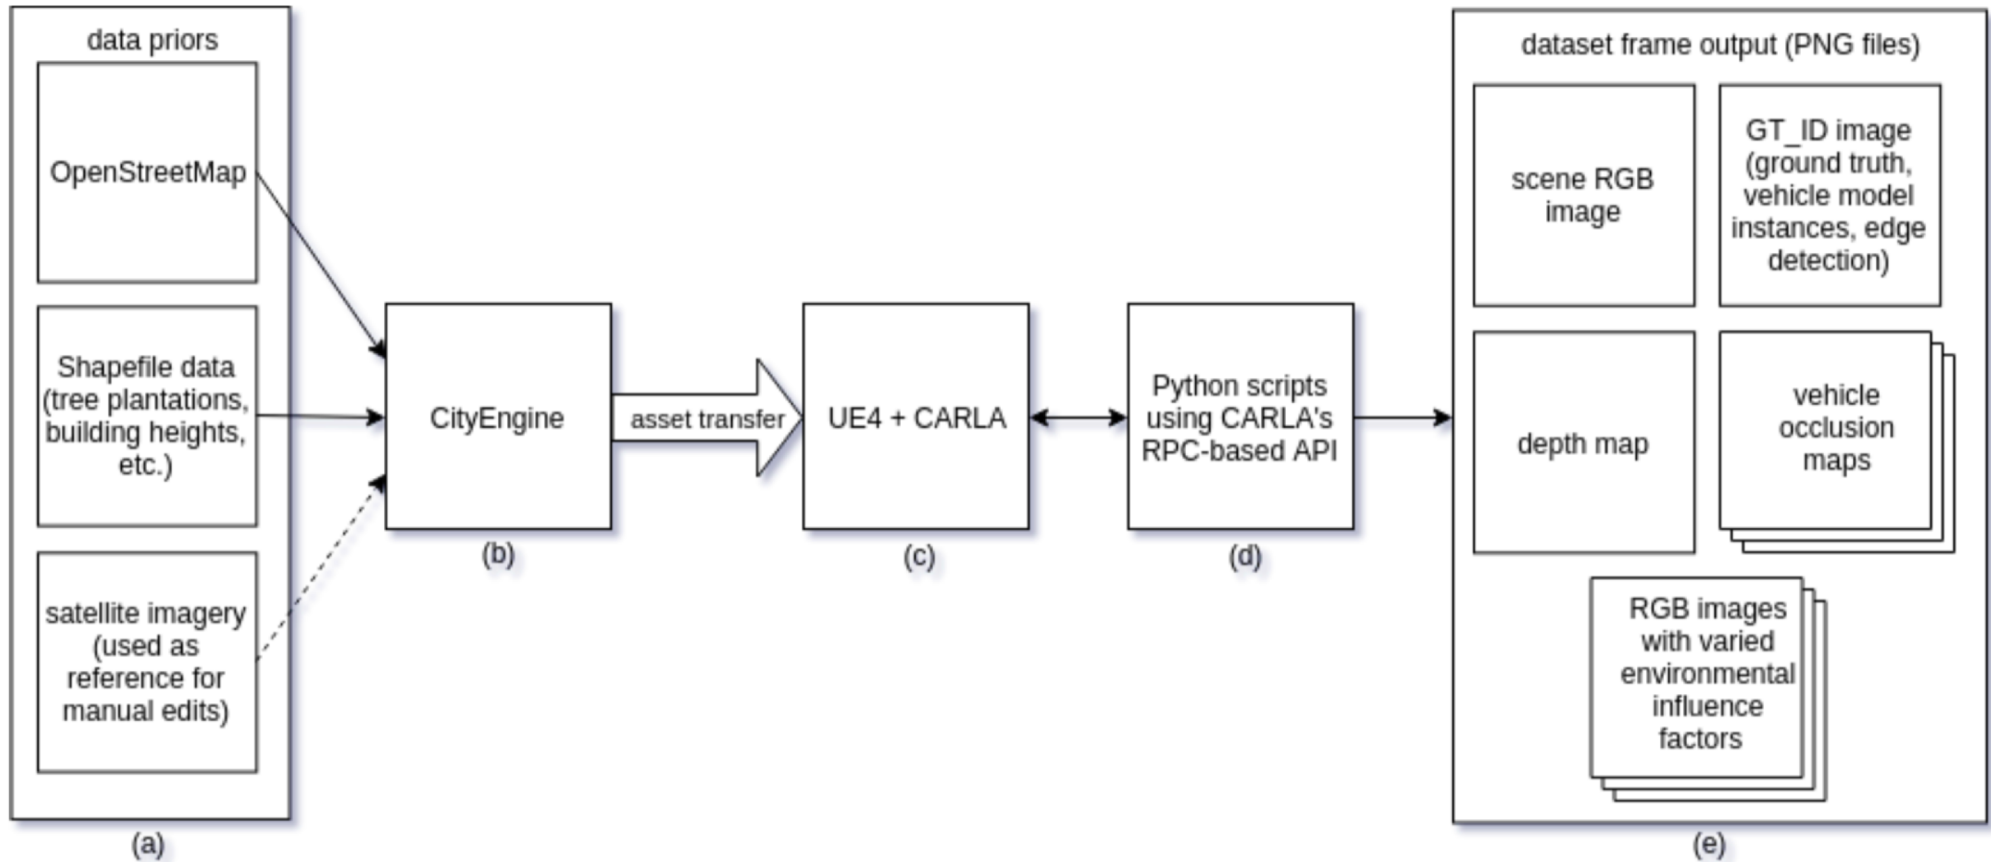 data priors
OpenStreetMap
Shapefile data
(tree plantations,
building heights,
etc.)
satellite imagery
(used as
reference for
manual edits)
(a)
CityEngine
(b)
asset transfer
UE4 + CARLA
(c)
Python scripts
using CARLA's
RPC-based API
(d)
dataset frame output (PNG files)
scene RGB
image
GT_ID image
(ground truth,
vehicle model
instances, edge
detection)
depth map
vehicle
occlusion
maps
RGB images
with varied
environmental
influence
factors
(e)